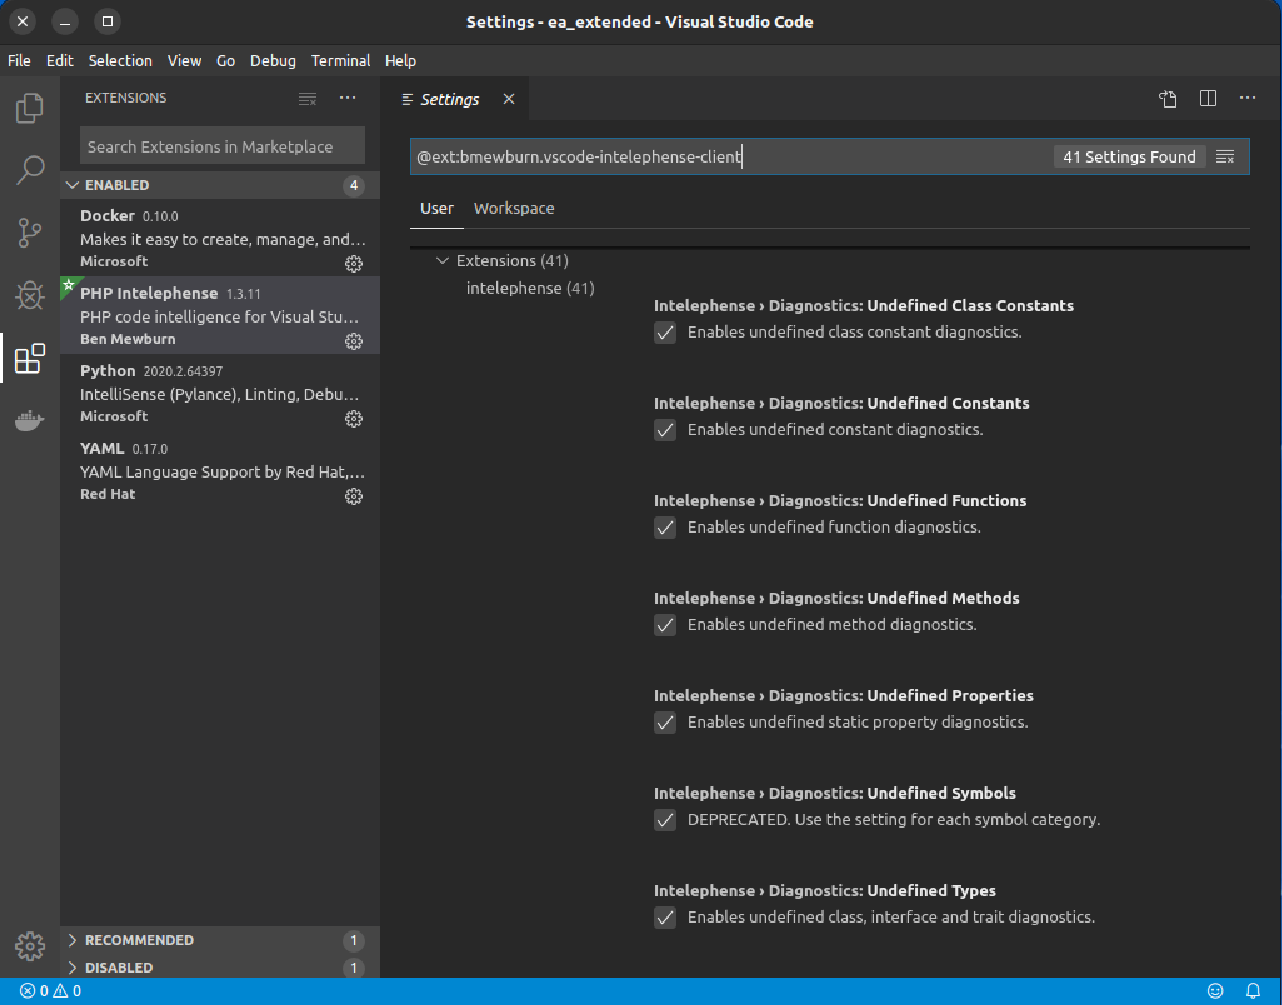 Settings - ea_extended - Visual Studio Code
File Edit Selection View Go Debug Terminal Help
EXTENSIONS
Search Extensions in Marketplace
ENABLED 4
Docker 0.10.0
Makes it easy to create, manage, and...
Microsoft
PHP Intelephense 1.3.11
PHP code intelligence for Visual Stu...
Ben Mewburn
Python 2020.2.64397
IntelliSense (Pylance), Linting, Debu...
Microsoft
YAML 0.17.0
YAML Language Support by Red Hat,...
Red Hat
RECOMMENDED 1
DISABLED 1
Settings
@ext:bmewburn.vscode-intelephense-client 41 Settings Found
User Workspace
Extensions (41)
intelephense (41)
Intelephense › Diagnostics: Undefined Class Constants
Enables undefined class constant diagnostics.
Intelephense › Diagnostics: Undefined Constants
Enables undefined constant diagnostics.
Intelephense › Diagnostics: Undefined Functions
Enables undefined function diagnostics.
Intelephense › Diagnostics: Undefined Methods
Enables undefined method diagnostics.
Intelephense › Diagnostics: Undefined Properties
Enables undefined static property diagnostics.
Intelephense › Diagnostics: Undefined Symbols
DEPRECATED. Use the setting for each symbol category.
Intelephense › Diagnostics: Undefined Types
Enables undefined class, interface and trait diagnostics.
0 0